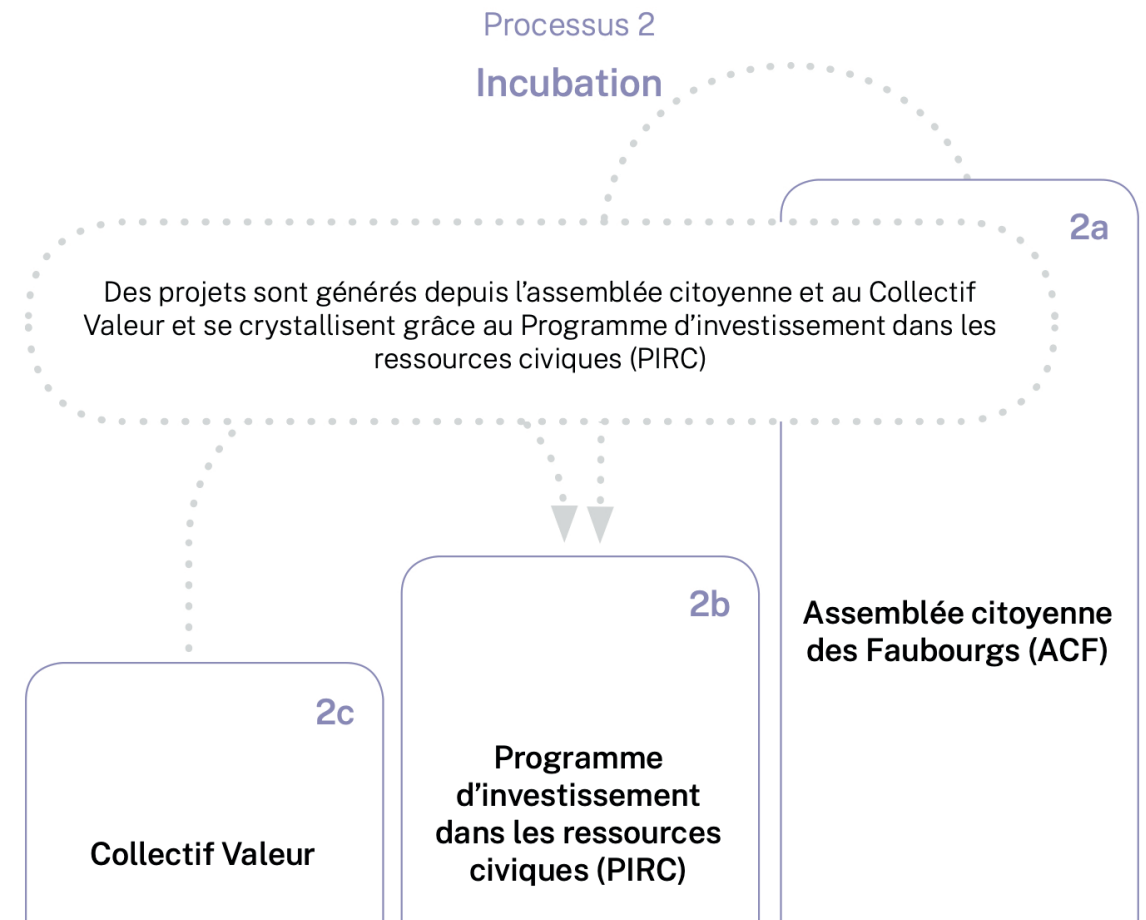 Processus 2
Incubation
2a
Des projets sont générés depuis l’assemblée citoyenne et au Collectif
Valeur et se crystallisent grâce au Programme d’investissement dans les
ressources civiques (PIRC)
2b
Assemblée citoyenne
des Faubourgs (ACF)
2c
Programme
d’investissement
dans les ressources
civiques (PIRC)
Collectif Valeur